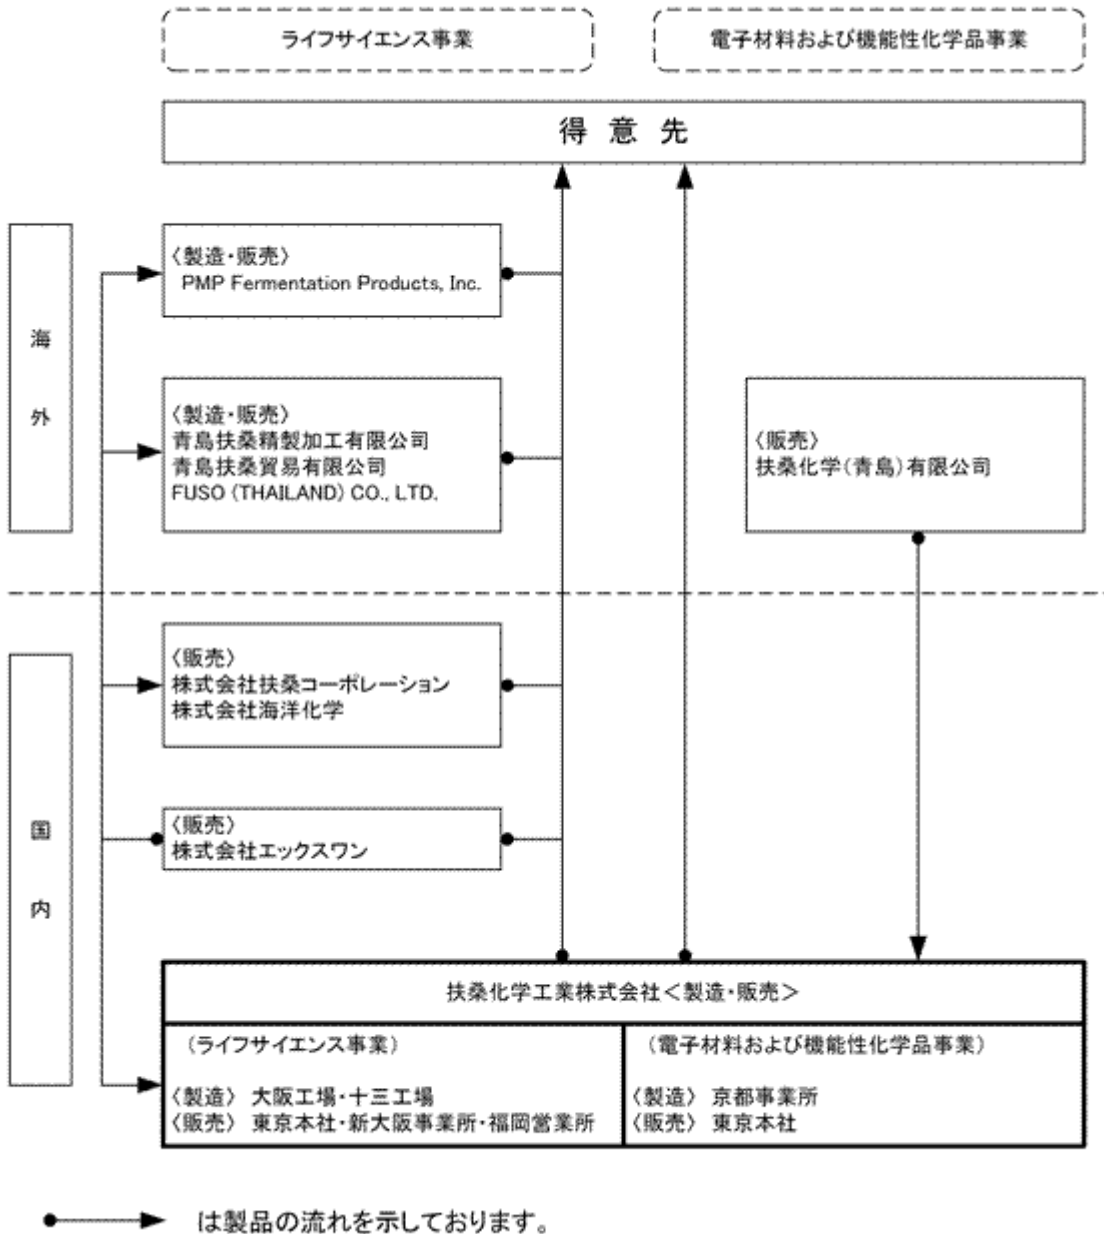 ライフサイエンス事業
電子材料および機能性化学品事業
得意先
海外
〈製造・販売〉
PMP Fermentation Products, Inc.
〈製造・販売〉
青島扶桑精製加工有限公司
青島扶桑貿易有限公司
FUSO (THAILAND) CO., LTD.
〈販売〉
扶桑化学(青島)有限公司
国内
〈販売〉
株式会社扶桑コーポレーション
株式会社海洋化学
〈販売〉
株式会社エックスワン
扶桑化学工業株式会社＜製造・販売＞
(ライフサイエンス事業)
〈製造〉 大阪工場・十三工場
〈販売〉 東京本社・新大阪事業所・福岡営業所
(電子材料および機能性化学品事業)
〈製造〉 京都事業所
〈販売〉 東京本社
は製品の流れを示しております。